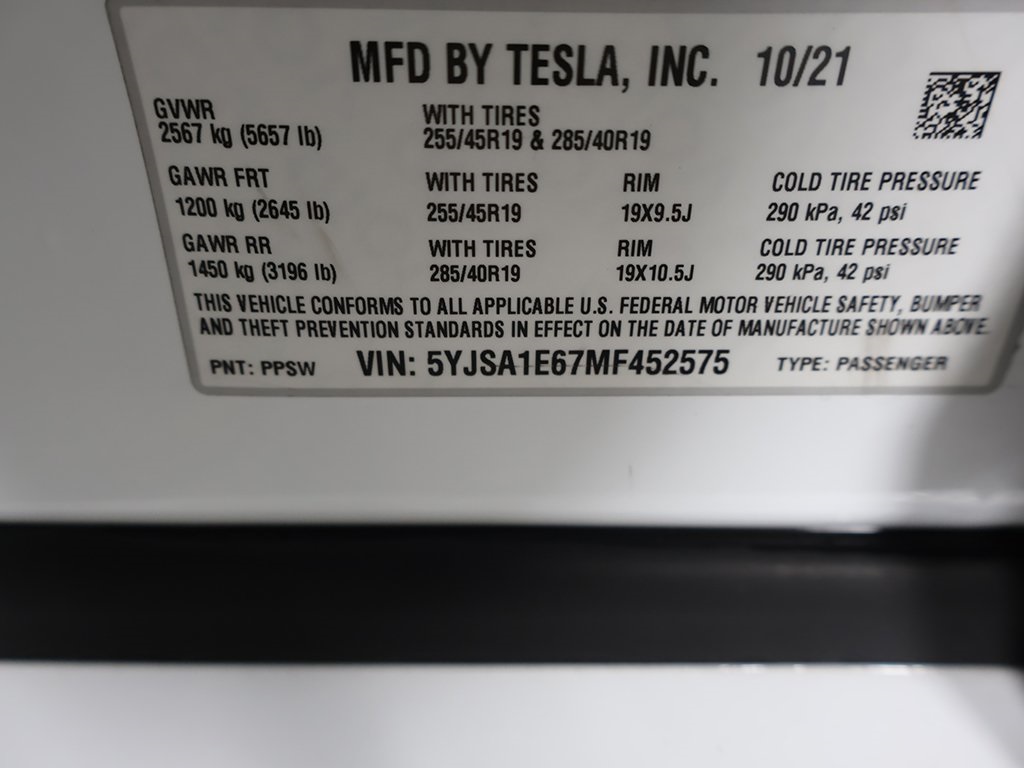 MFD BY TESLA, INC. 10/21
GVWR
2567 kg (5657 lb)
WITH TIRES
255/45R19 & 285/40R19
GAWR FRT WITH TIRES RIM COLD TIRE PRESSURE
1200 kg (2645 lb) 255/45R19 19X9.5J 290 kPa, 42 psi
GAWR RR WITH TIRES RIM COLD TIRE PRESSURE
1450 kg (3196 lb) 285/40R19 19X10.5J 290 kPa, 42 psi
THIS VEHICLE CONFORMS TO ALL APPLICABLE U.S. FEDERAL MOTOR VEHICLE SAFETY, BUMPER
AND THEFT PREVENTION STANDARDS IN EFFECT ON THE DATE OF MANUFACTURE SHOWN ABOVE.
PNT: PPSW VIN: 5YJSA1E67MF452575 TYPE: PASSENGER